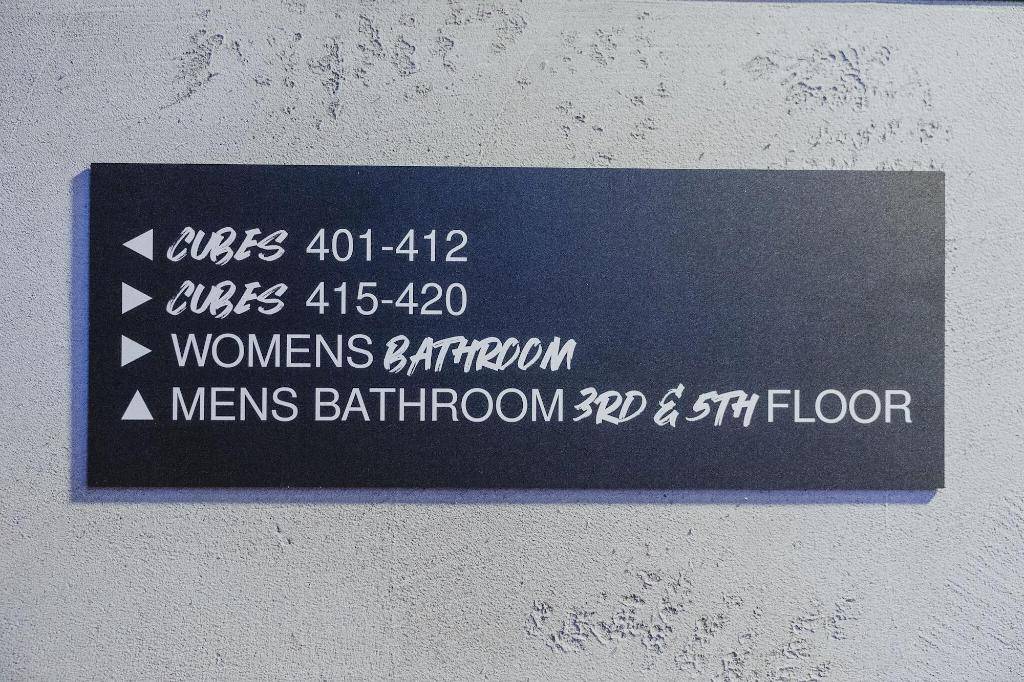 ◀ CUBES 401-412
▶ CUBES 415-420
▶ WOMENS BATHROOM
▲ MENS BATHROOM 3RD & 5TH FLOOR